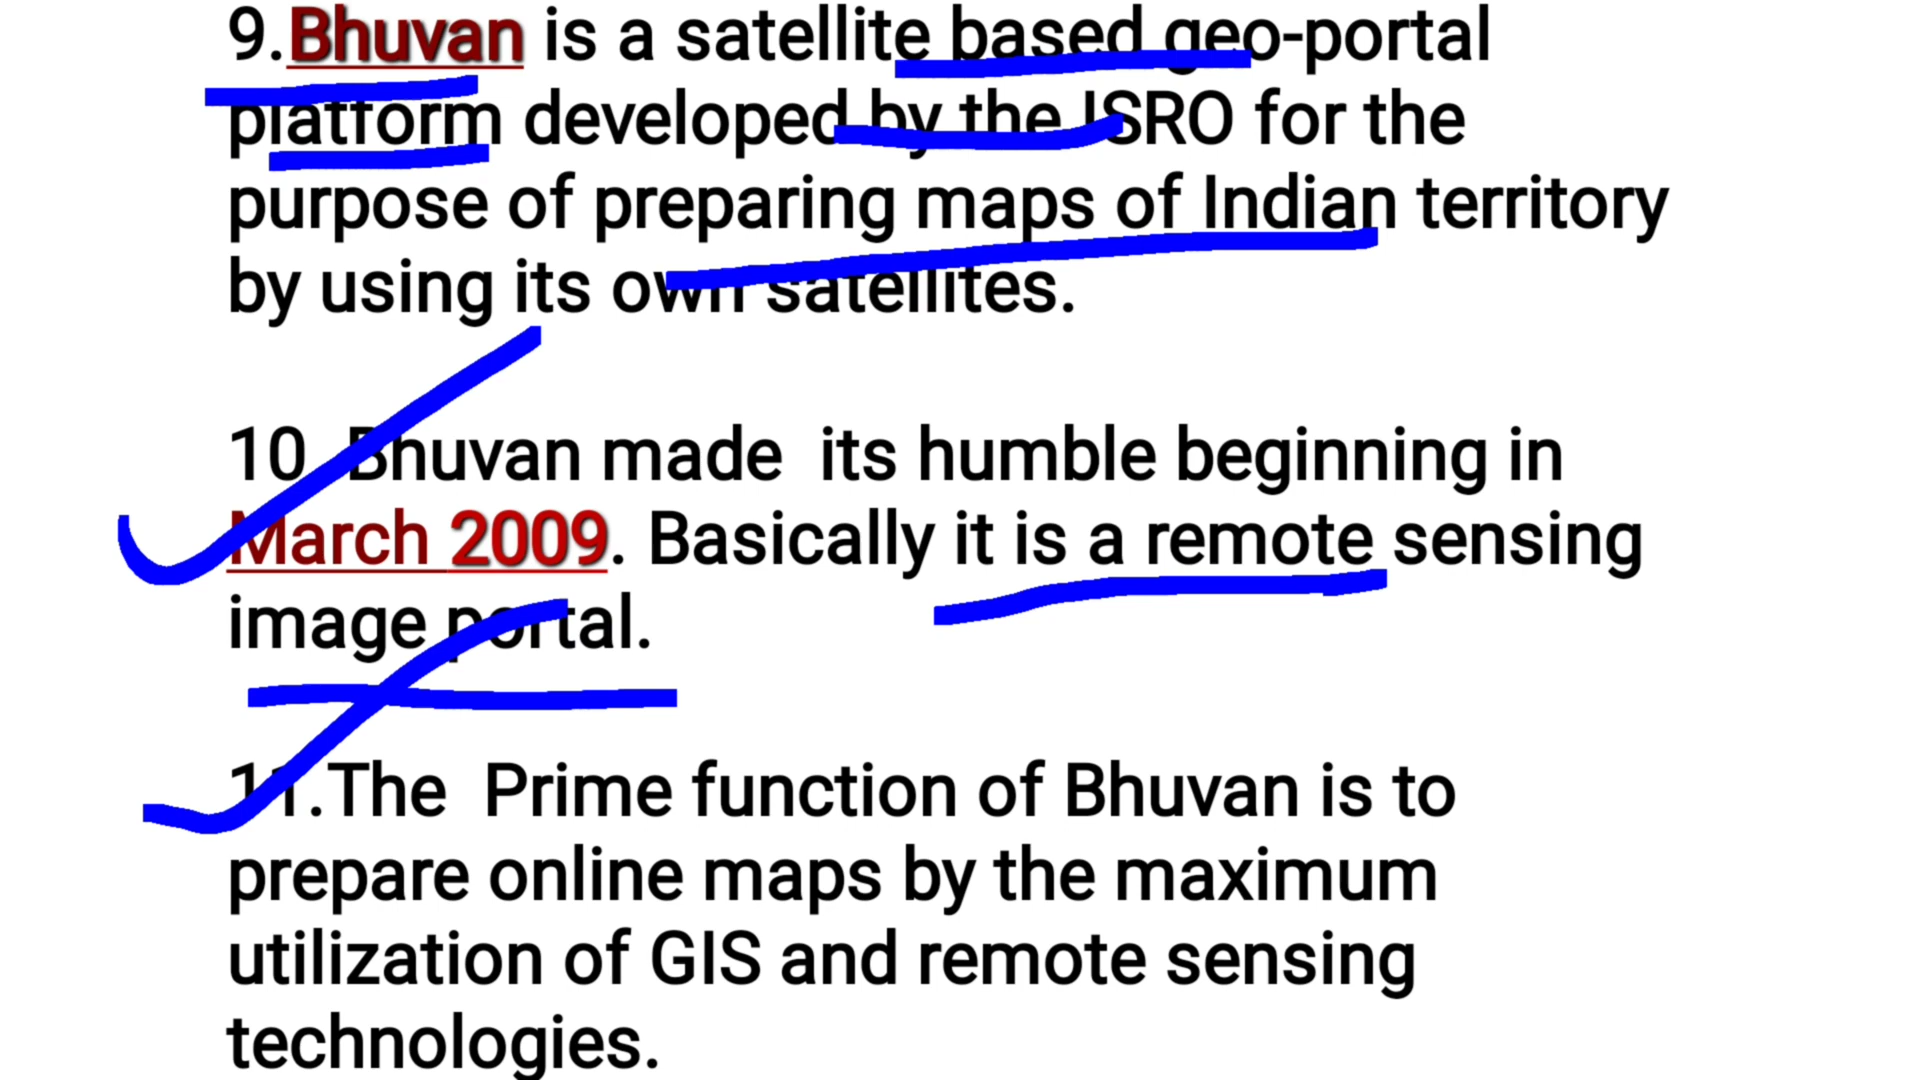 9.Bhuvan is a satellite based geo-portal
platform developed by the ISRO for the
purpose of preparing maps of Indian territory
by using its own satellites.
10. Bhuvan made  its humble beginning in
March 2009. Basically it is a remote sensing
image portal.
11.The  Prime function of Bhuvan is to
prepare online maps by the maximum
utilization of GIS and remote sensing
technologies.